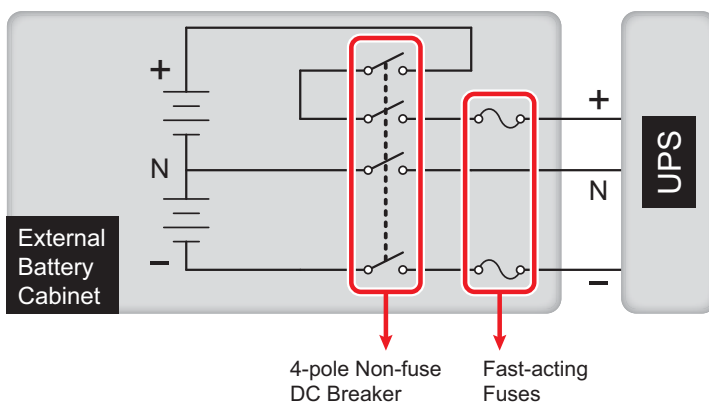 +
+
N
N
UPS
External
Battery
Cabinet
−
−
4-pole Non-fuse
DC Breaker
Fast-acting
Fuses